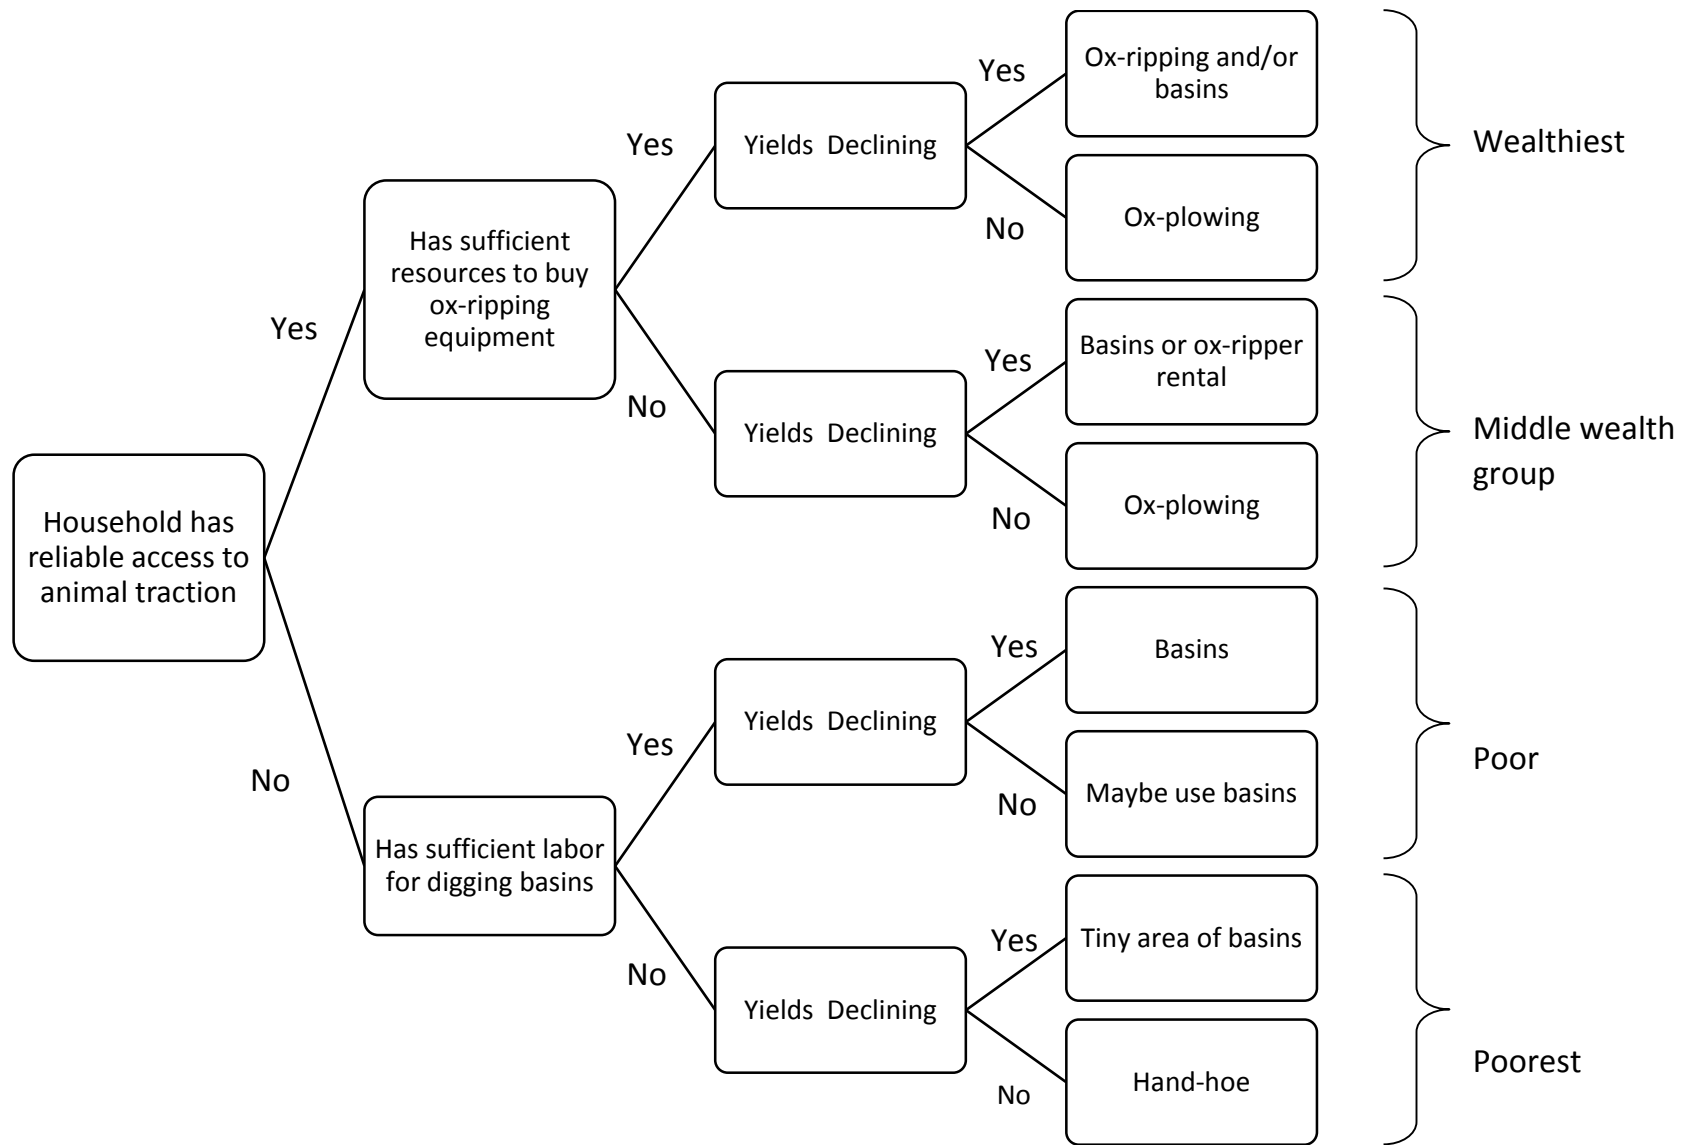 Household has
reliable access to
animal traction
Yes
No
Has sufficient
resources to buy
ox-ripping
equipment
Yes
No
Has sufficient labor
for digging basins
Yes
No
Yields Declining
Yes
No
Yields Declining
Yes
No
Yields Declining
Yes
No
Yields Declining
Yes
No
Ox-ripping and/or
basins
Ox-plowing
Basins or ox-ripper
rental
Ox-plowing
Basins
Maybe use basins
Tiny area of basins
Hand-hoe
Wealthiest
Middle wealth
group
Poor
Poorest